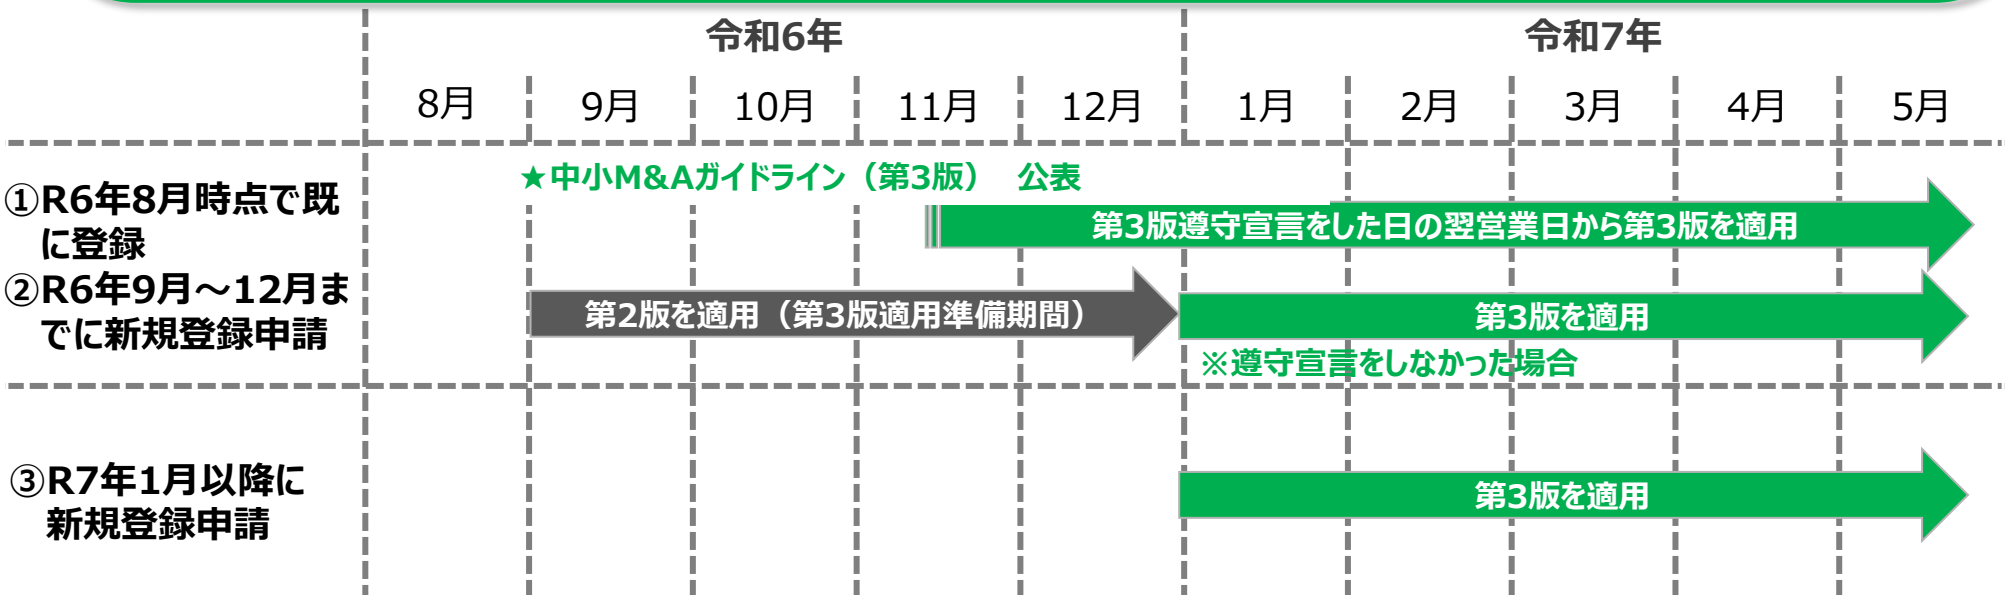 令和6年
令和7年
8月
9月
10月
11月
12月
1月
2月
3月
4月
5月
★中小M&Aガイドライン（第3版）　公表
①R6年8月時点で既
に登録
第3版遵守宣言をした日の翌営業日から第3版を適用
②R6年9月～12月ま
でに新規登録申請
第2版を適用（第3版適用準備期間）
第3版を適用
※遵守宣言をしなかった場合
③R7年1月以降に
新規登録申請
第3版を適用